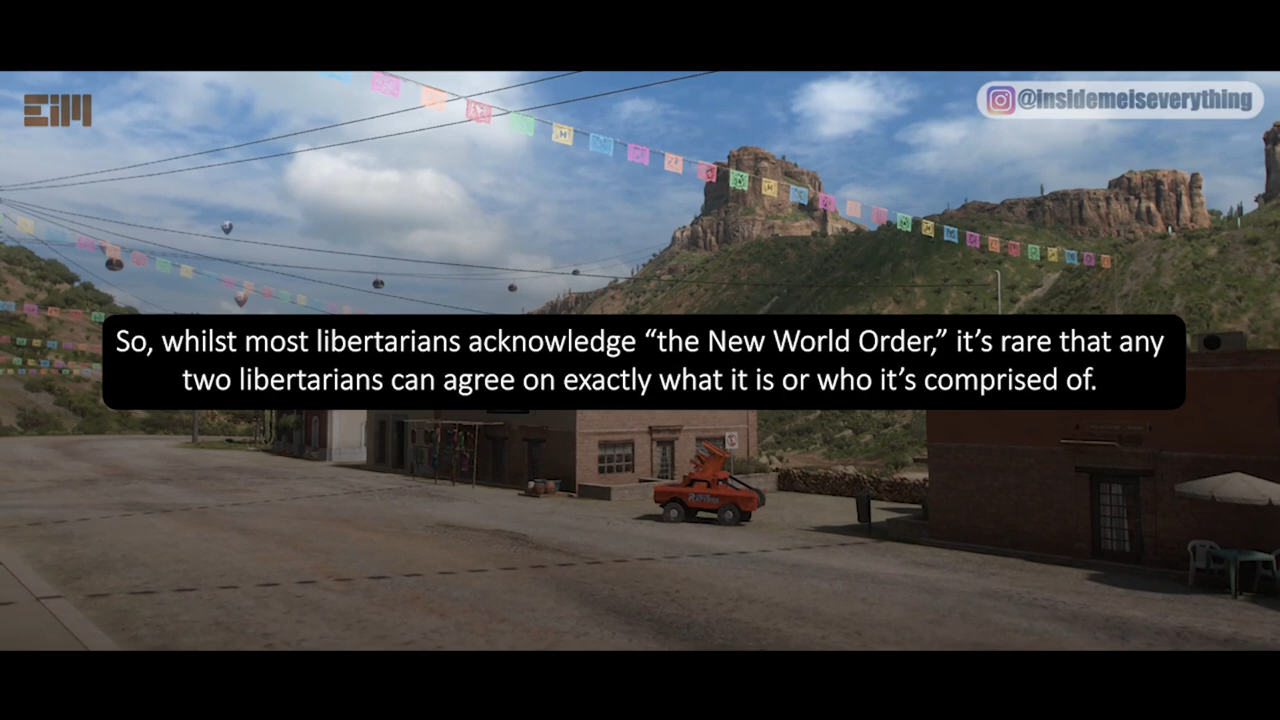 EIM
@insidemeiseverything
So, whilst most libertarians acknowledge “the New World Order,” it’s rare that any
two libertarians can agree on exactly what it is or who it’s comprised of.